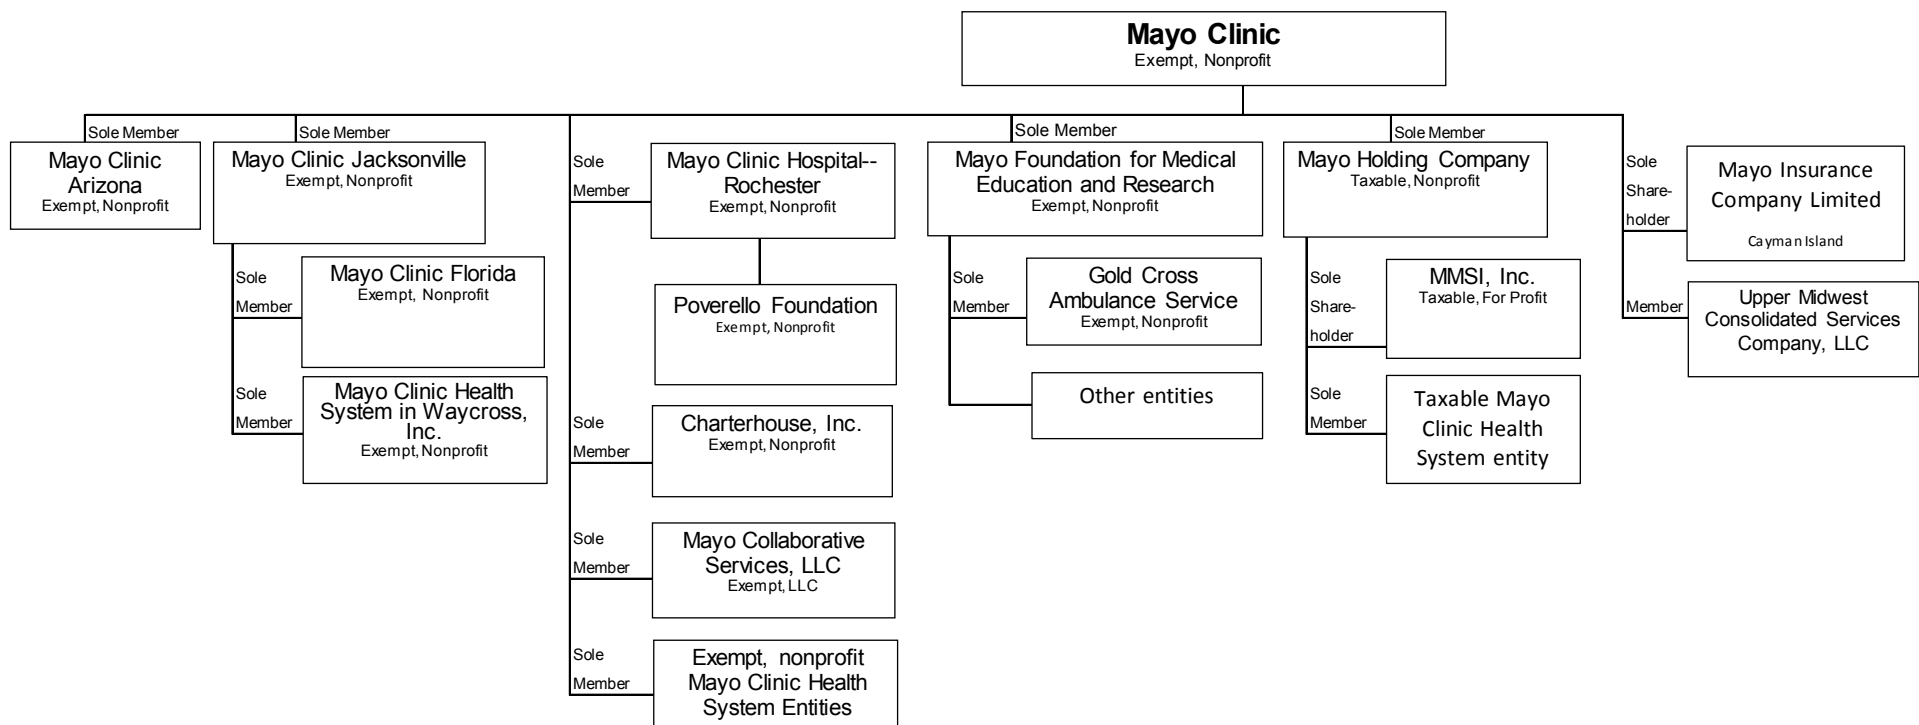 Mayo Clinic
Exempt, Nonprofit
Sole Member
Mayo Clinic
Arizona
Exempt, Nonprofit
Sole Member
Mayo Clinic Jacksonville
Exempt, Nonprofit
Sole
Member
Mayo Clinic Florida
Exempt, Nonprofit
Sole
Member
Mayo Clinic Health
System in Waycross,
Inc.
Exempt, Nonprofit
Sole
Member
Mayo Clinic Hospital--
Rochester
Exempt, Nonprofit
Poverello Foundation
Exempt, Nonprofit
Sole
Member
Charterhouse, Inc.
Exempt, Nonprofit
Sole
Member
Mayo Collaborative
Services, LLC
Exempt, LLC
Sole
Member
Exempt, nonprofit
Mayo Clinic Health
System Entities
Sole Member
Mayo Foundation for Medical
Education and Research
Exempt, Nonprofit
Sole
Member
Gold Cross
Ambulance Service
Exempt, Nonprofit
Other entities
Sole Member
Mayo Holding Company
Taxable, Nonprofit
Sole
Share-
holder
MMSI, Inc.
Taxable, For Profit
Sole
Member
Taxable Mayo
Clinic Health
System entity
Sole
Share-
holder
Mayo Insurance
Company Limited
Cayman Island
Member
Upper Midwest
Consolidated Services
Company, LLC